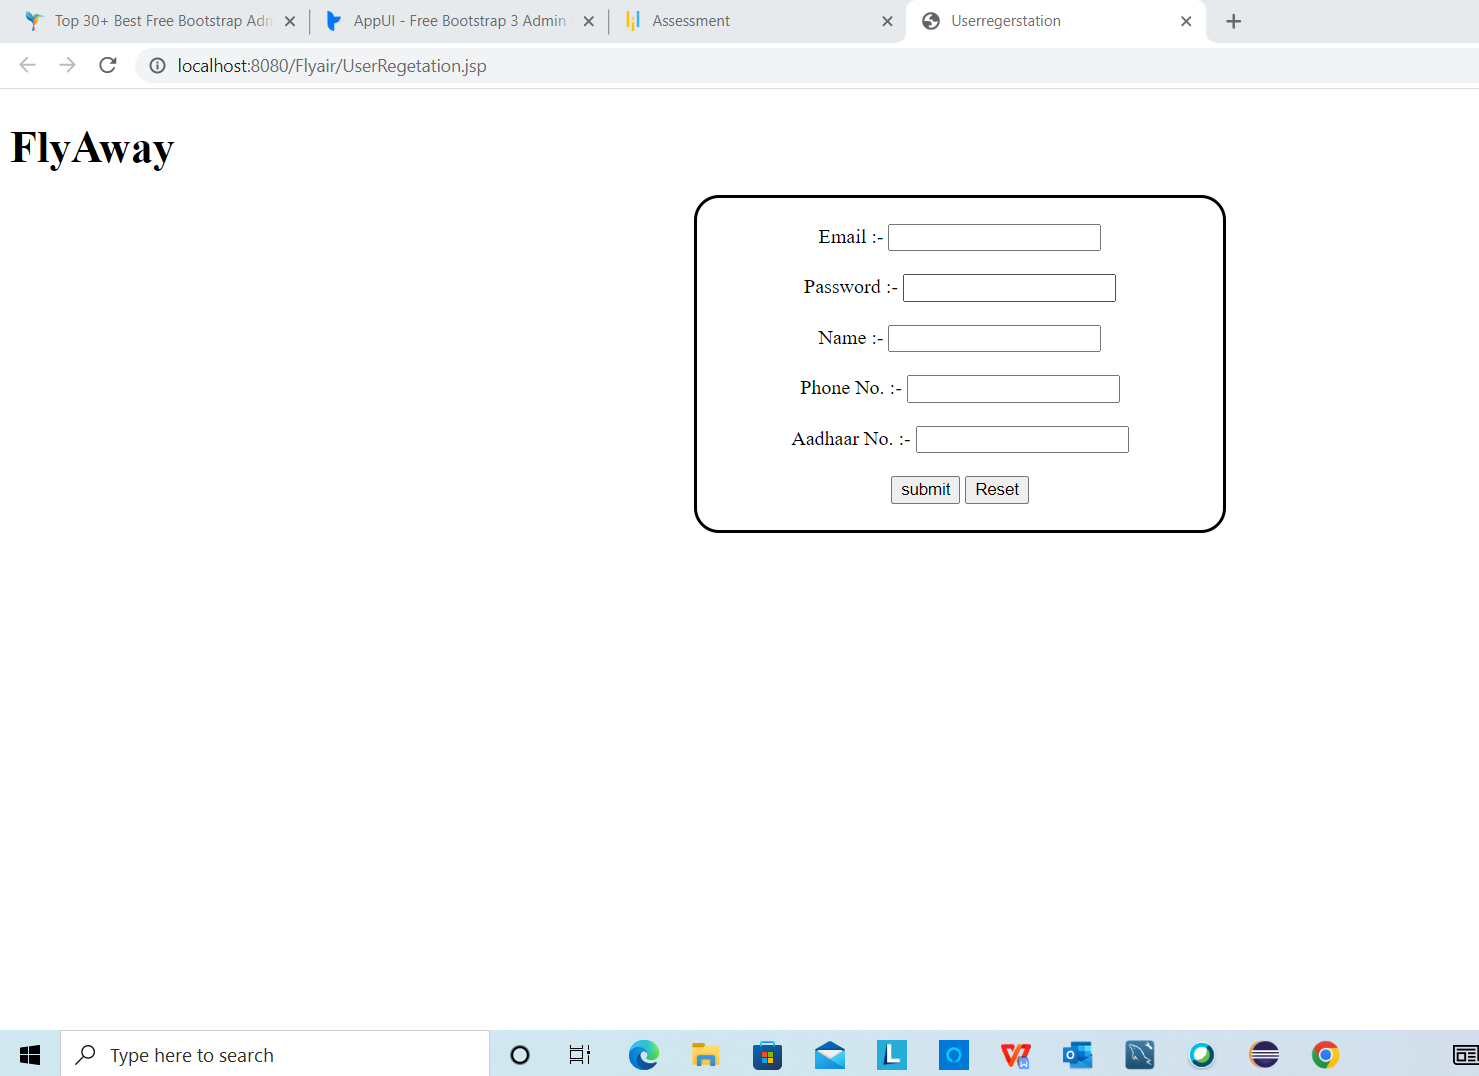 Top 30+ Best Free Bootstrap Adm
AppUI - Free Bootstrap 3 Admin
Assessment
Userregerstation
localhost:8080/Flyair/UserRegetation.jsp
FlyAway
Email :-
Password :-
Name :-
Phone No. :-
Aadhaar No. :-
submit Reset
Type here to search